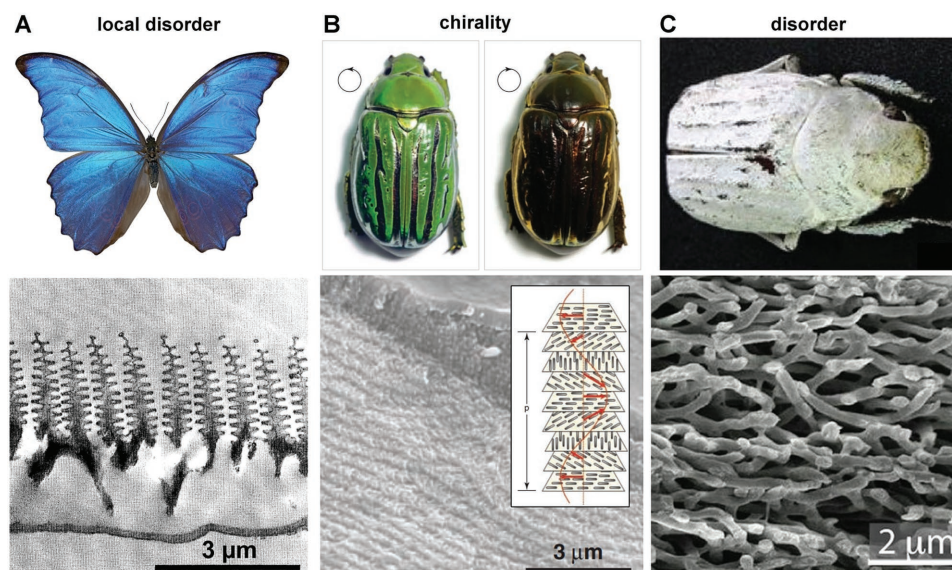 A local disorder
B chirality
C disorder
p
3 μm
3 μm
2 μm